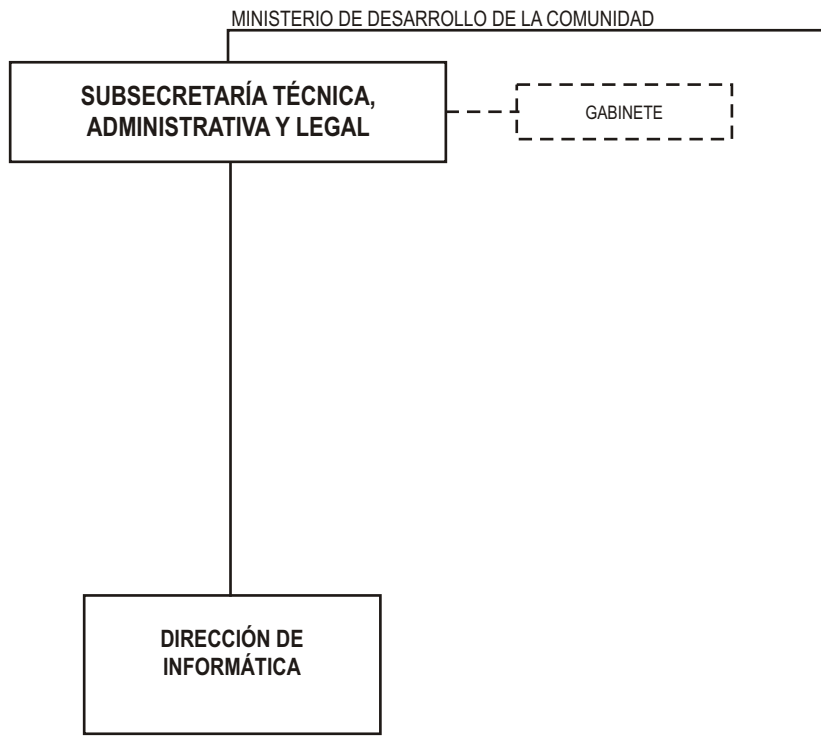 MINISTERIO DE DESARROLLO DE LA COMUNIDAD
SUBSECRETARÍA TÉCNICA,
ADMINISTRATIVA Y LEGAL
GABINETE
DIRECCIÓN DE
INFORMÁTICA